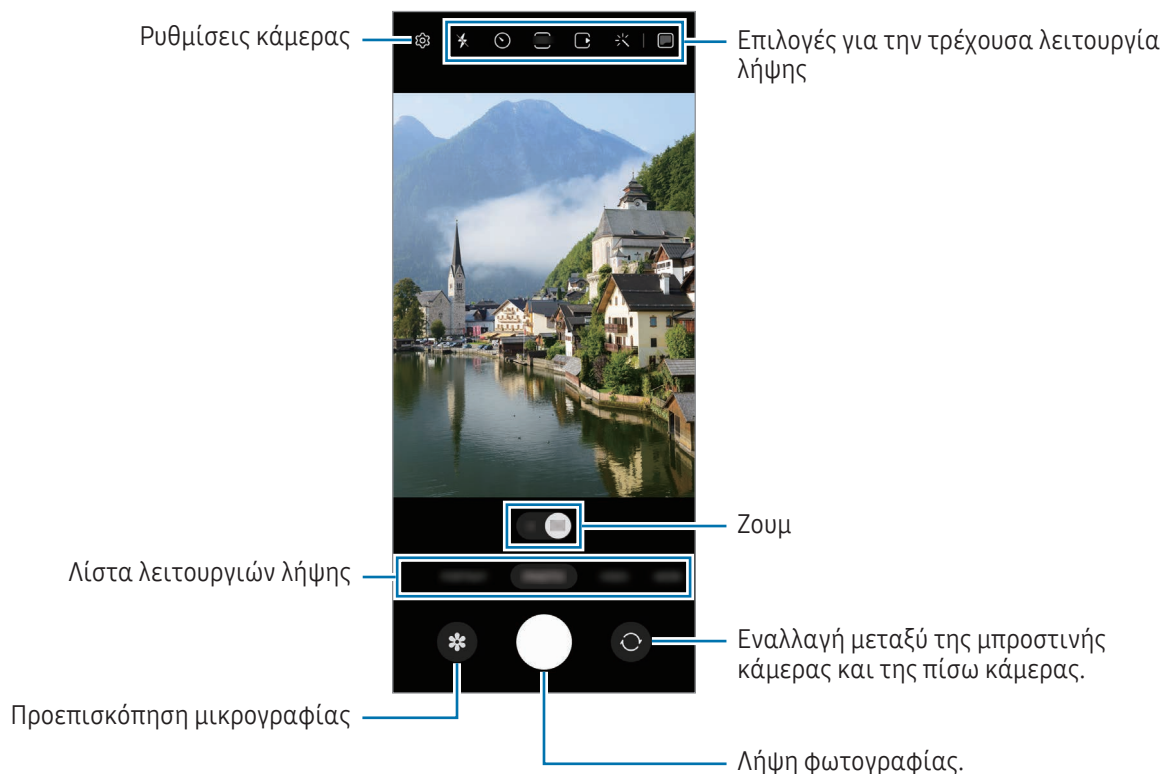 Ρυθμίσεις κάμερας
Επιλογές για την τρέχουσα λειτουργία
λήψης
Ζουμ
Λίστα λειτουργιών λήψης
Εναλλαγή μεταξύ της μπροστινής
κάμερας και της πίσω κάμερας.
Προεπισκόπηση μικρογραφίας
Λήψη φωτογραφίας.